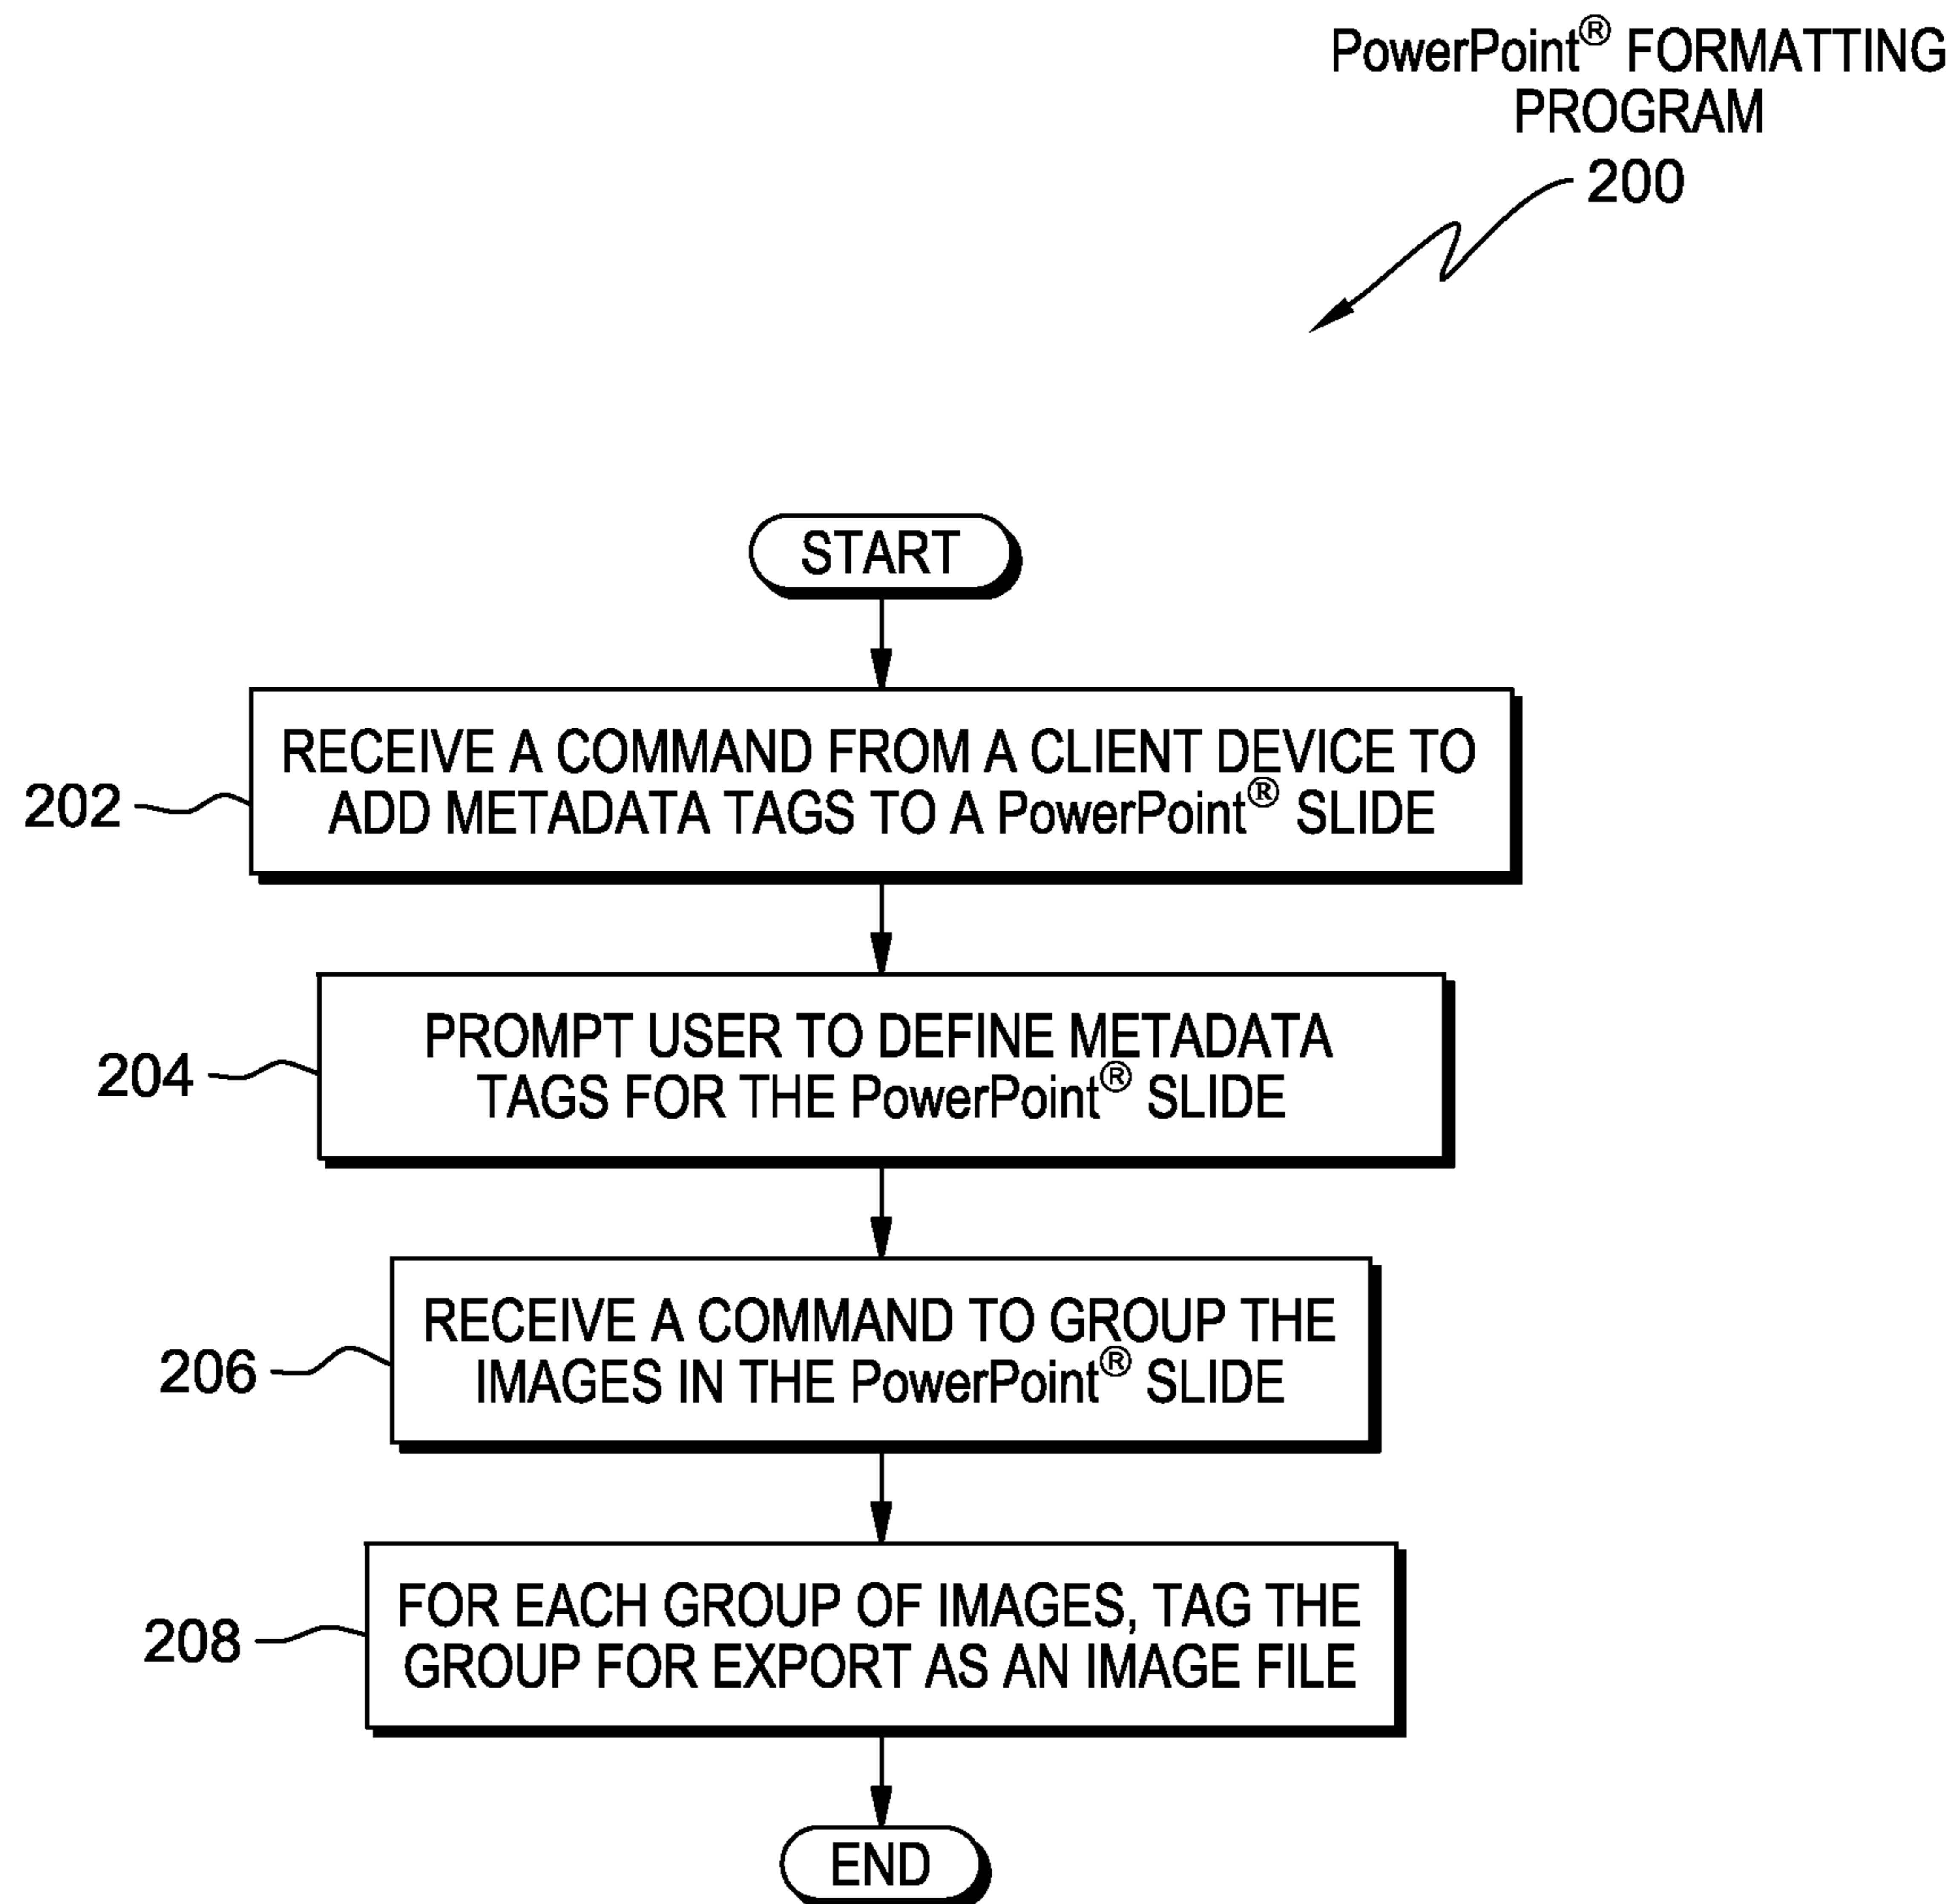 PowerPoint® FORMATTING
PROGRAM
200
START
202
RECEIVE A COMMAND FROM A CLIENT DEVICE TO
ADD METADATA TAGS TO A PowerPoint® SLIDE
204
PROMPT USER TO DEFINE METADATA
TAGS FOR THE PowerPoint® SLIDE
206
RECEIVE A COMMAND TO GROUP THE
IMAGES IN THE PowerPoint® SLIDE
208
FOR EACH GROUP OF IMAGES, TAG THE
GROUP FOR EXPORT AS AN IMAGE FILE
END